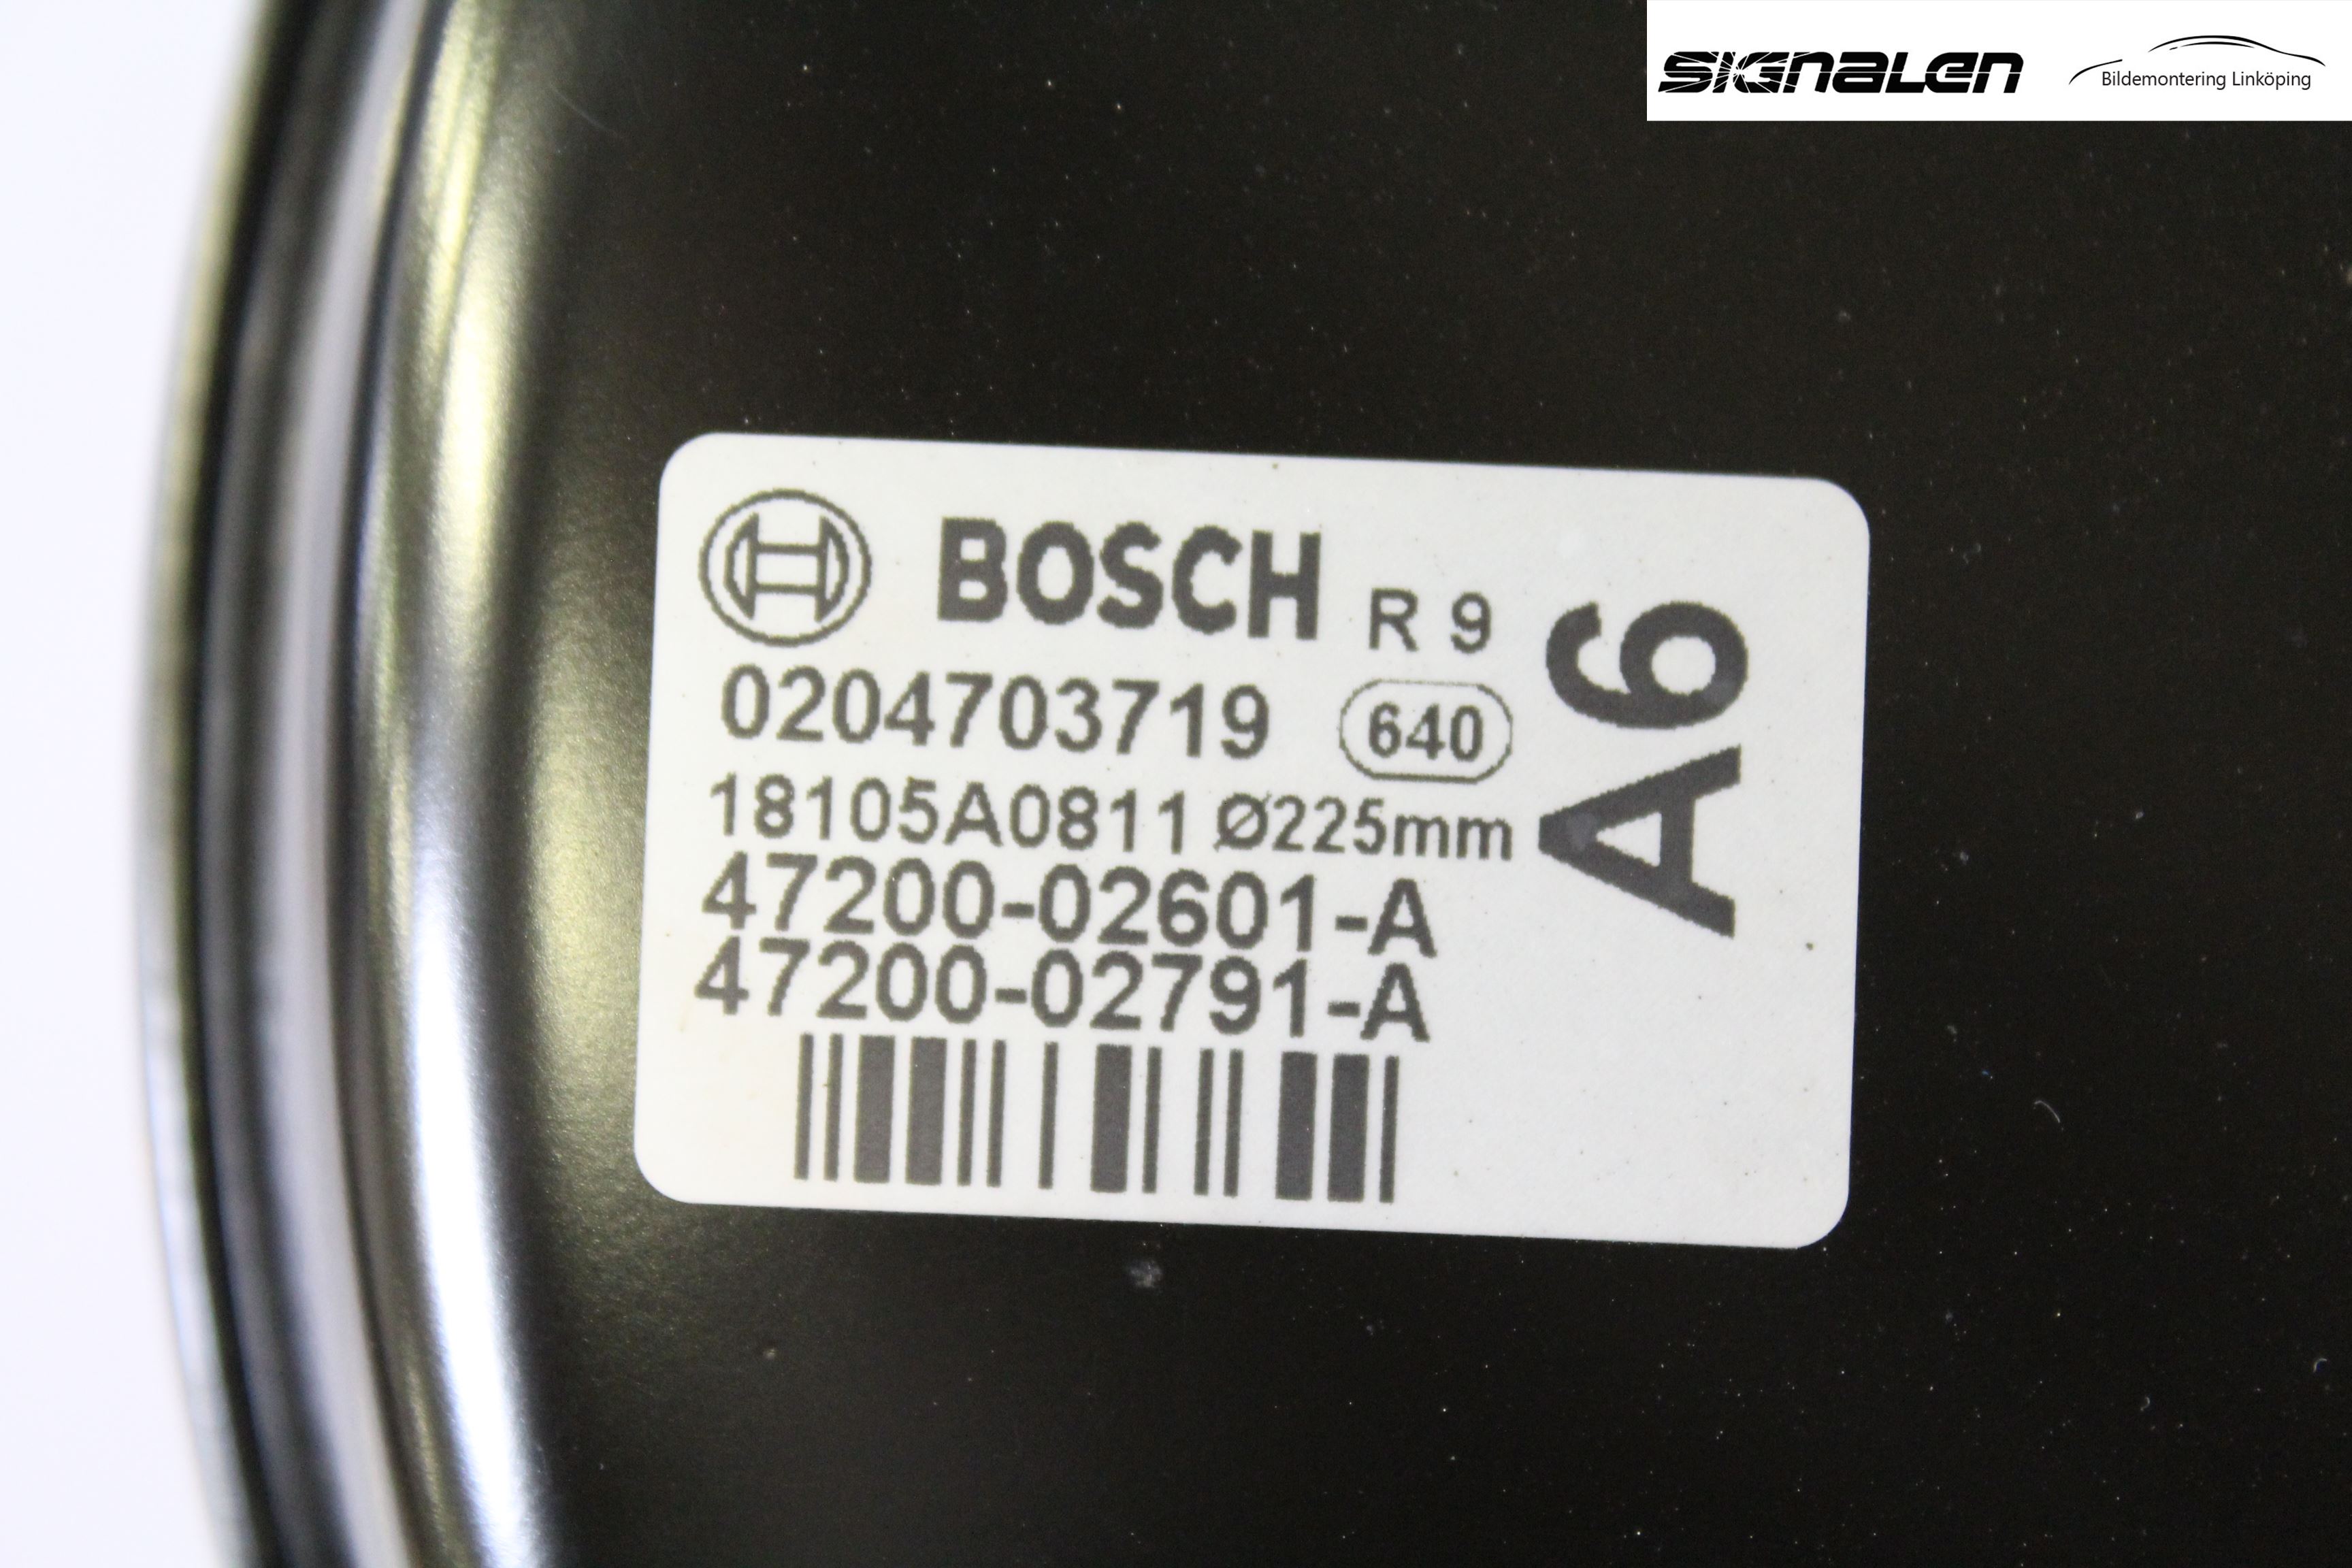 SIGNALEN
Bildemontering Linköping
BOSCH R 9
0204703719 640
18105A0811 Ø225mm
47200-02601-A
47200-02791-A
A6